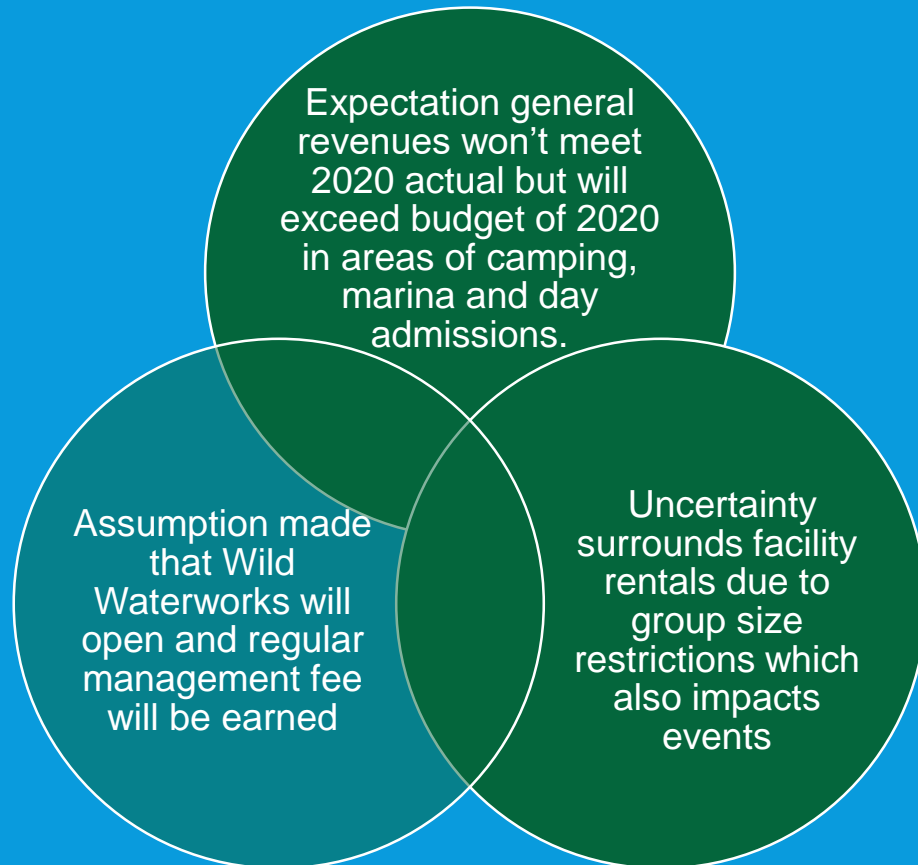 Expectation general
revenues won’t meet
2020 actual but will
exceed budget of 2020
in areas of camping,
marina and day
admissions.
Assumption made
that Wild
Waterworks will
open and regular
management fee
will be earned
Uncertainty
surrounds facility
rentals due to
group size
restrictions which
also impacts
events